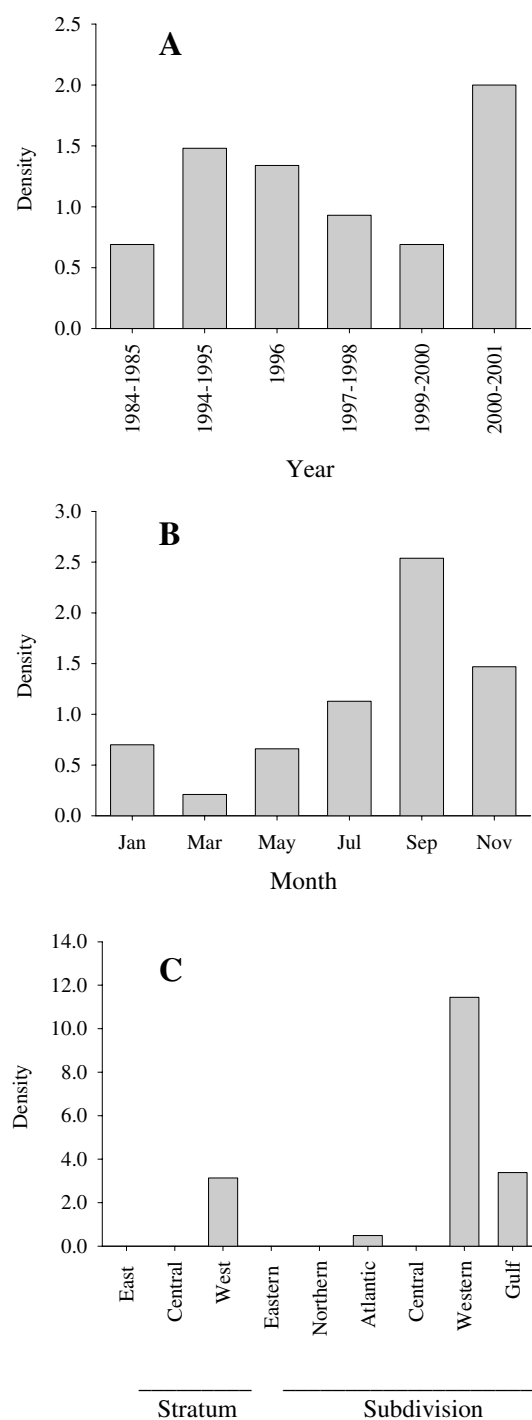 A
2.5
2.0
1.5
1.0
0.5
0.0
Density
1984-1985
1994-1995
1996
1997-1998
1999-2000
2000-2001
Year
B
3.0
2.5
2.0
1.5
1.0
0.5
0.0
Density
Jan Mar May Jul Sep Nov
Month
C
14.0
12.0
10.0
8.0
6.0
4.0
2.0
0.0
Density
East
Central
West
Eastern
Northern
Atlantic
Central
Western
Gulf
Stratum Subdivision